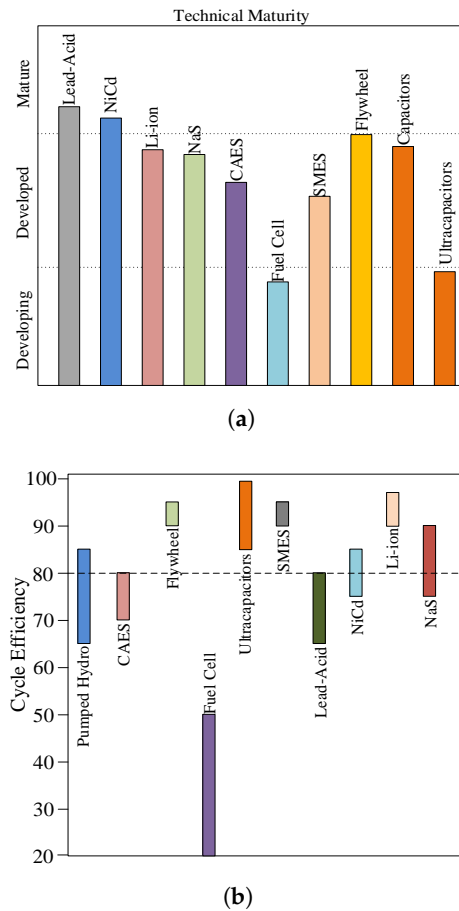 Technical Maturity
Mature
Developed
Developing
Lead-Acid
NiCd
Li-ion
NaS
CAES
Fuel Cell
SMES
Flywheel
Capacitors
Ultracapacitors
(a)
Cycle Efficiency
100
90
80
70
60
50
40
30
20
Pumped Hydro
CAES
Flywheel
Fuel Cell
Ultracapacitors
SMES
Lead-Acid
NiCd
Li-ion
NaS
(b)